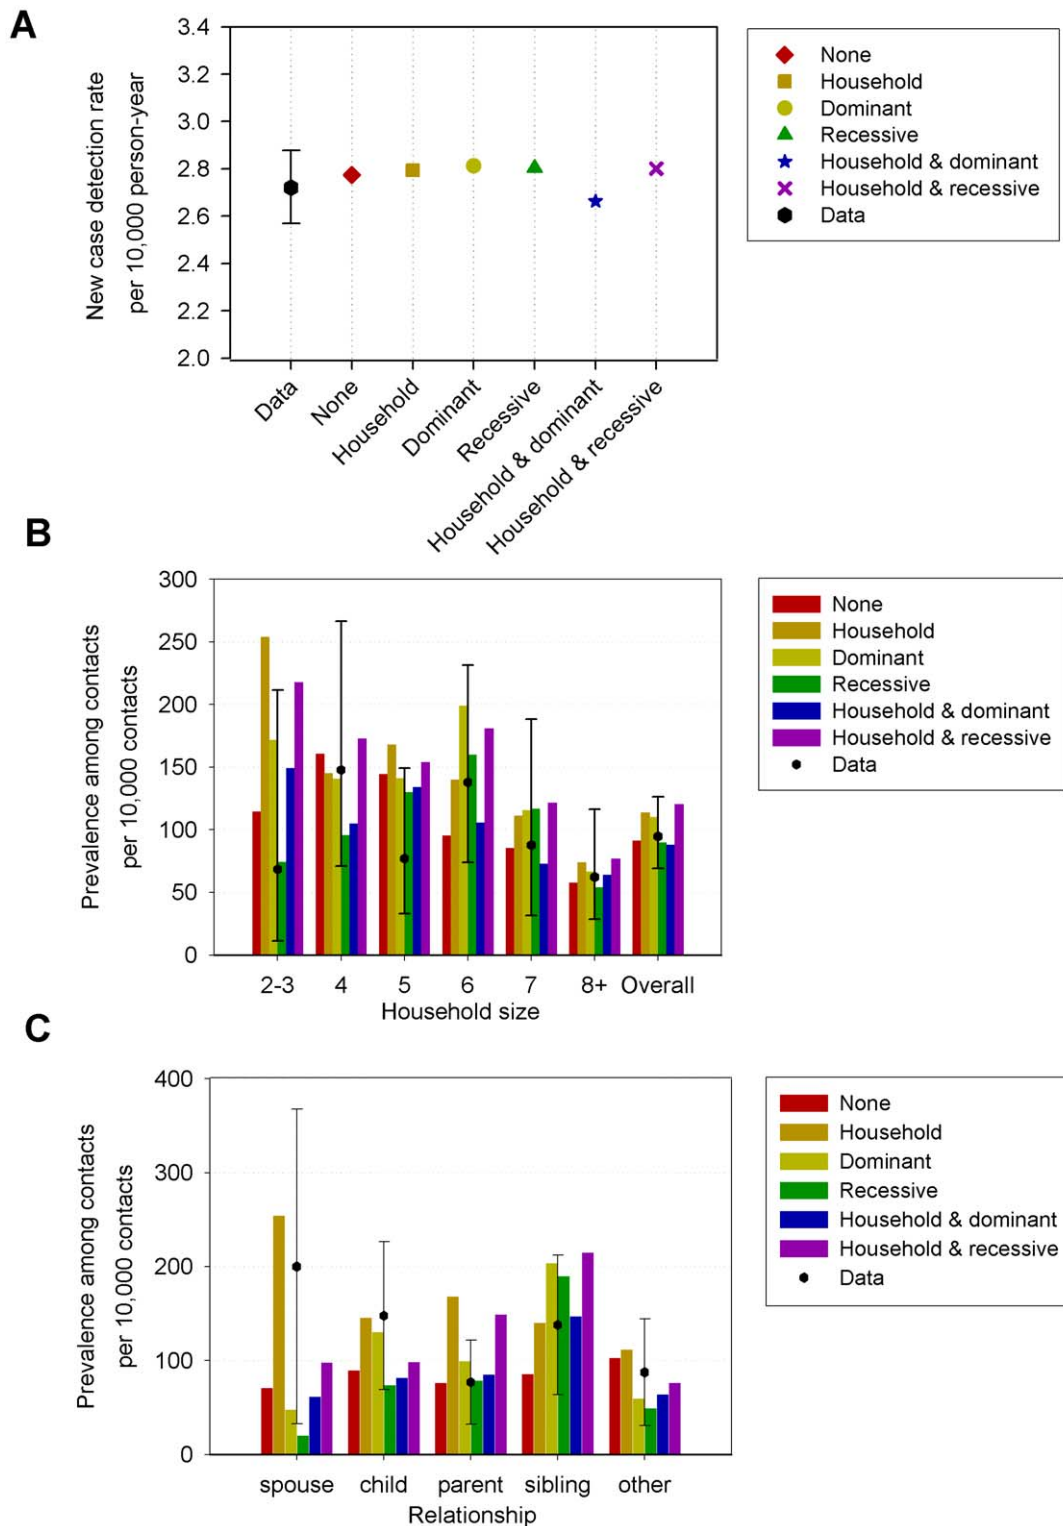 A
New case detection rate
per 10,000 person-year
3.4
3.2
3.0
2.8
2.6
2.4
2.2
2.0
Data
None
Household
Dominant
Recessive
Household & dominant
Household & recessive
None
Household
Dominant
Recessive
Household & dominant
Household & recessive
Data
B
Prevalence among contacts
per 10,000 contacts
300
250
200
150
100
50
0
2-3 4 5 6 7 8+ Overall
Household size
None
Household
Dominant
Recessive
Household & dominant
Household & recessive
Data
C
Prevalence among contacts
per 10,000 contacts
400
300
200
100
0
spouse child parent sibling other
Relationship
None
Household
Dominant
Recessive
Household & dominant
Household & recessive
Data